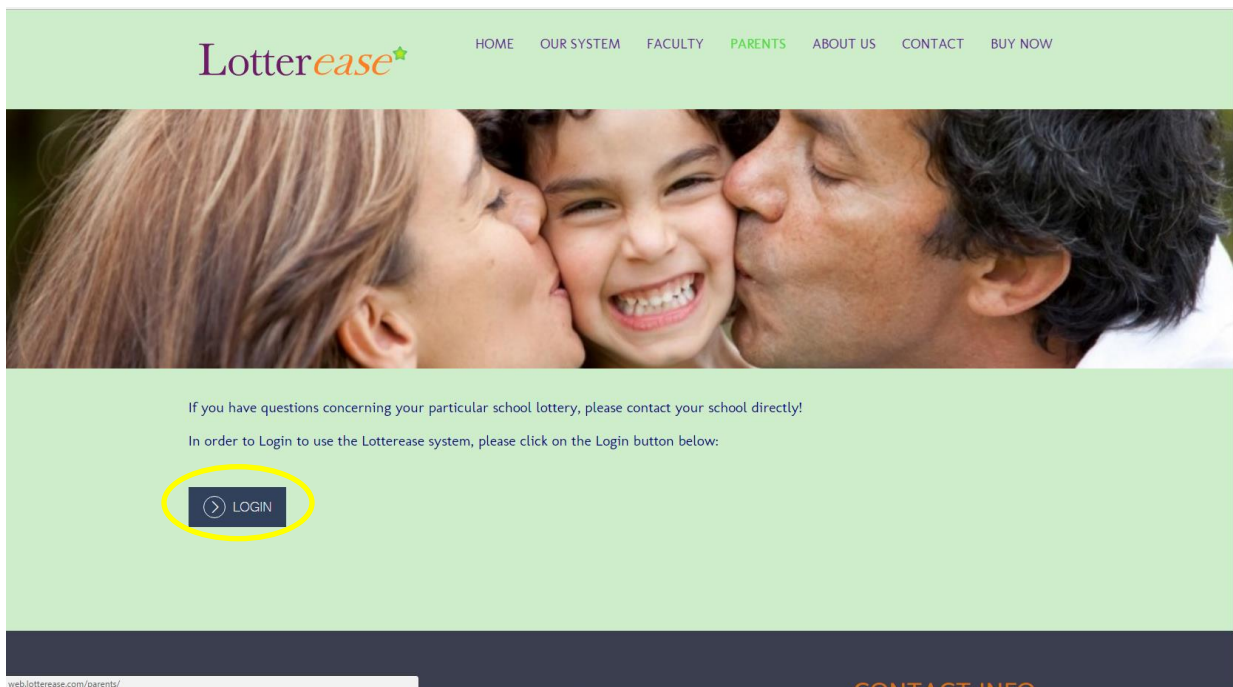 Lotterease
HOME OUR SYSTEM FACULTY PARENTS ABOUT US CONTACT BUY NOW
If you have questions concerning your particular school lottery, please contact your school directly!
In order to Login to use the Lotterease system, please click on the Login button below:
LOGIN
CONTACT INFO
web.lotterease.com/parents/